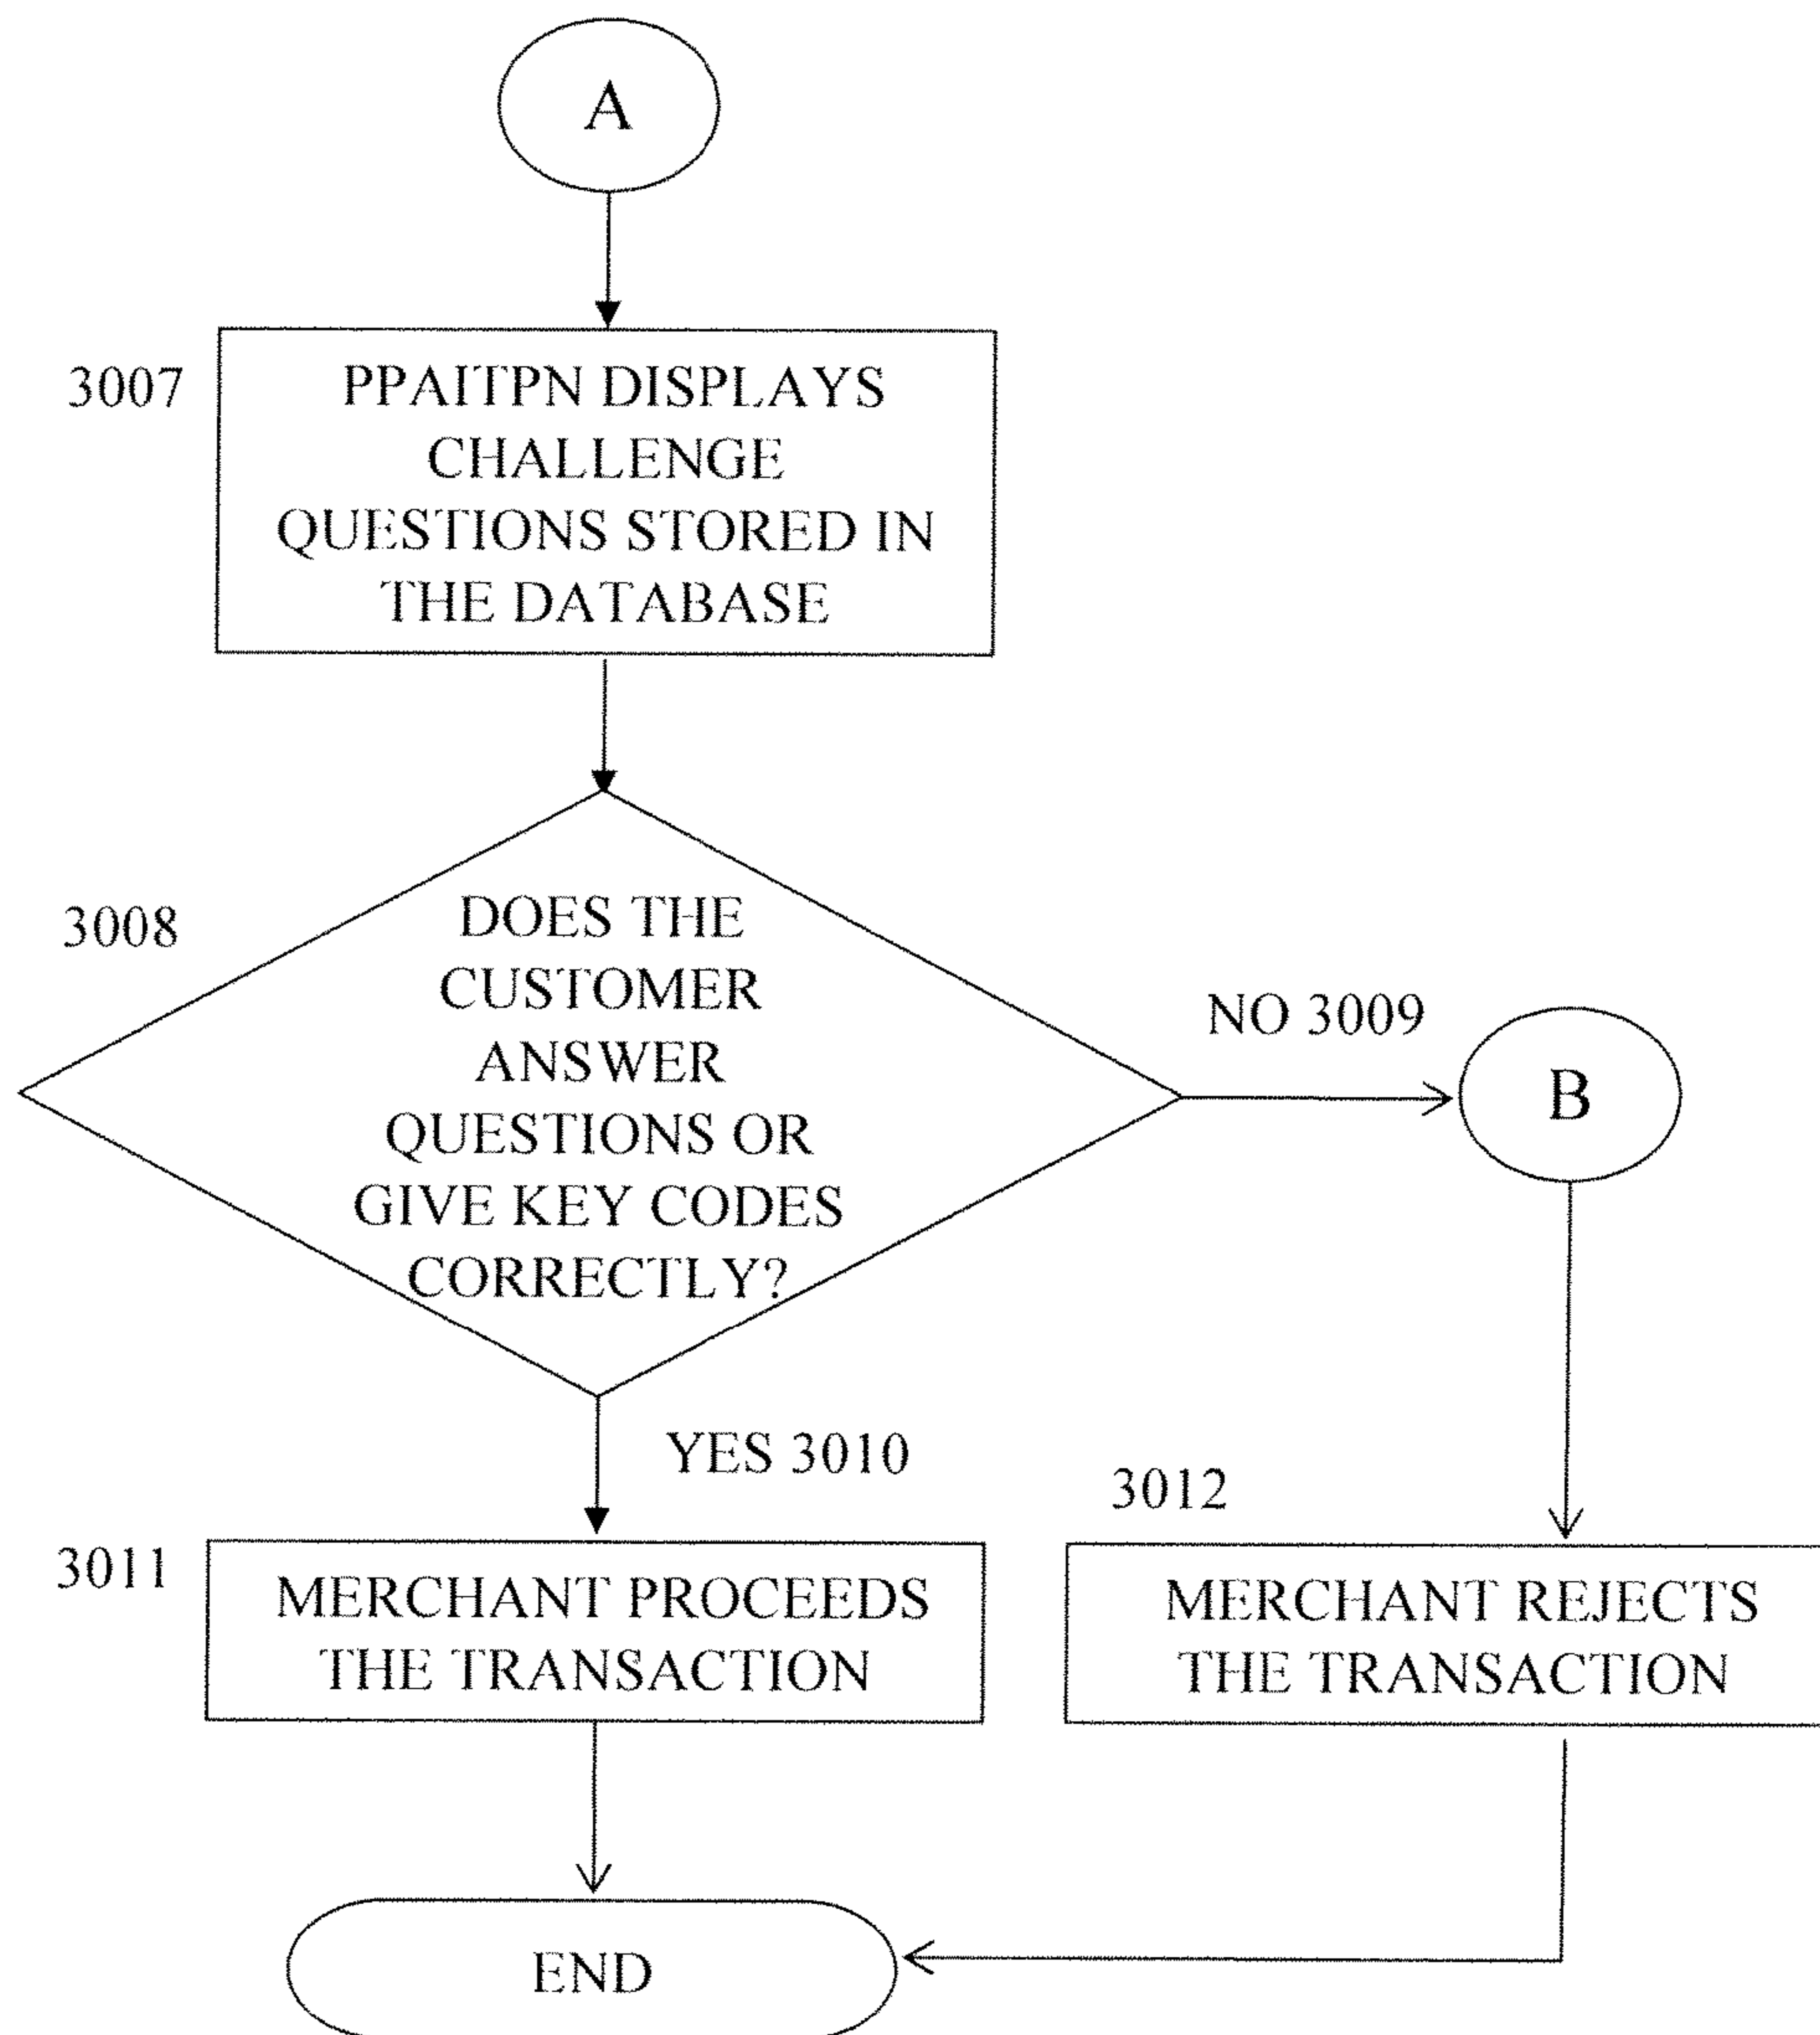 A
3007
PPAITPN DISPLAYS
CHALLENGE
QUESTIONS STORED IN
THE DATABASE
3008
DOES THE
CUSTOMER
ANSWER
QUESTIONS OR
GIVE KEY CODES
CORRECTLY?
NO 3009
B
YES 3010
3011
MERCHANT PROCEEDS
THE TRANSACTION
3012
MERCHANT REJECTS
THE TRANSACTION
END